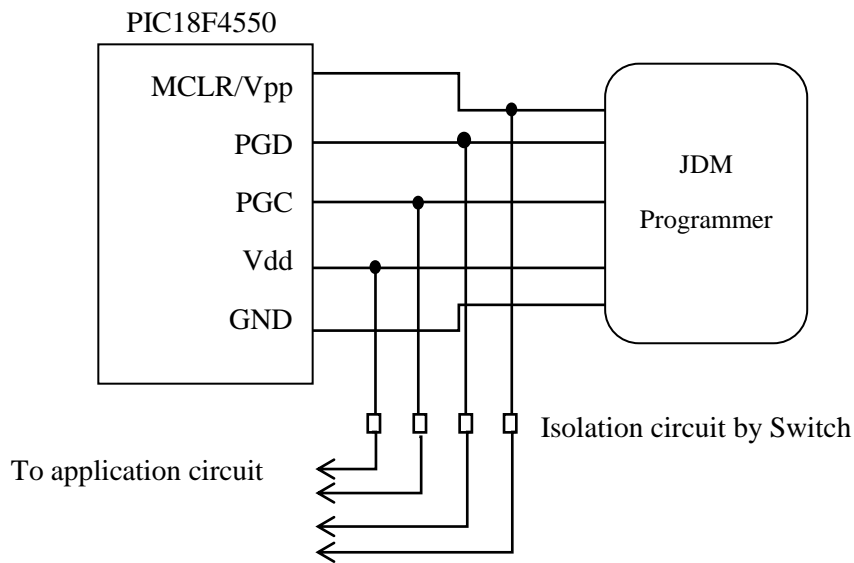 PIC18F4550
MCLR/Vpp
PGD
PGC
Vdd
GND
JDM
Programmer
Isolation circuit by Switch
To application circuit